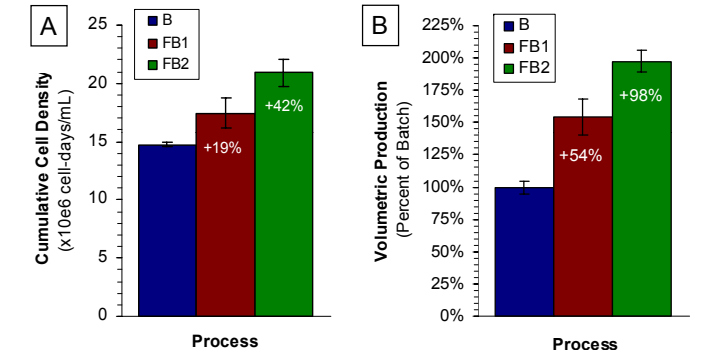 A
B
FB1
FB2
Cumulative Cell Density
(x10e6 cell-days/mL)
25
20
15
10
5
0
+19%
+42%
Process
B
B
FB1
FB2
Volumetric Production
(Percent of Batch)
225%
200%
175%
150%
125%
100%
75%
50%
25%
0%
+54%
+98%
Process